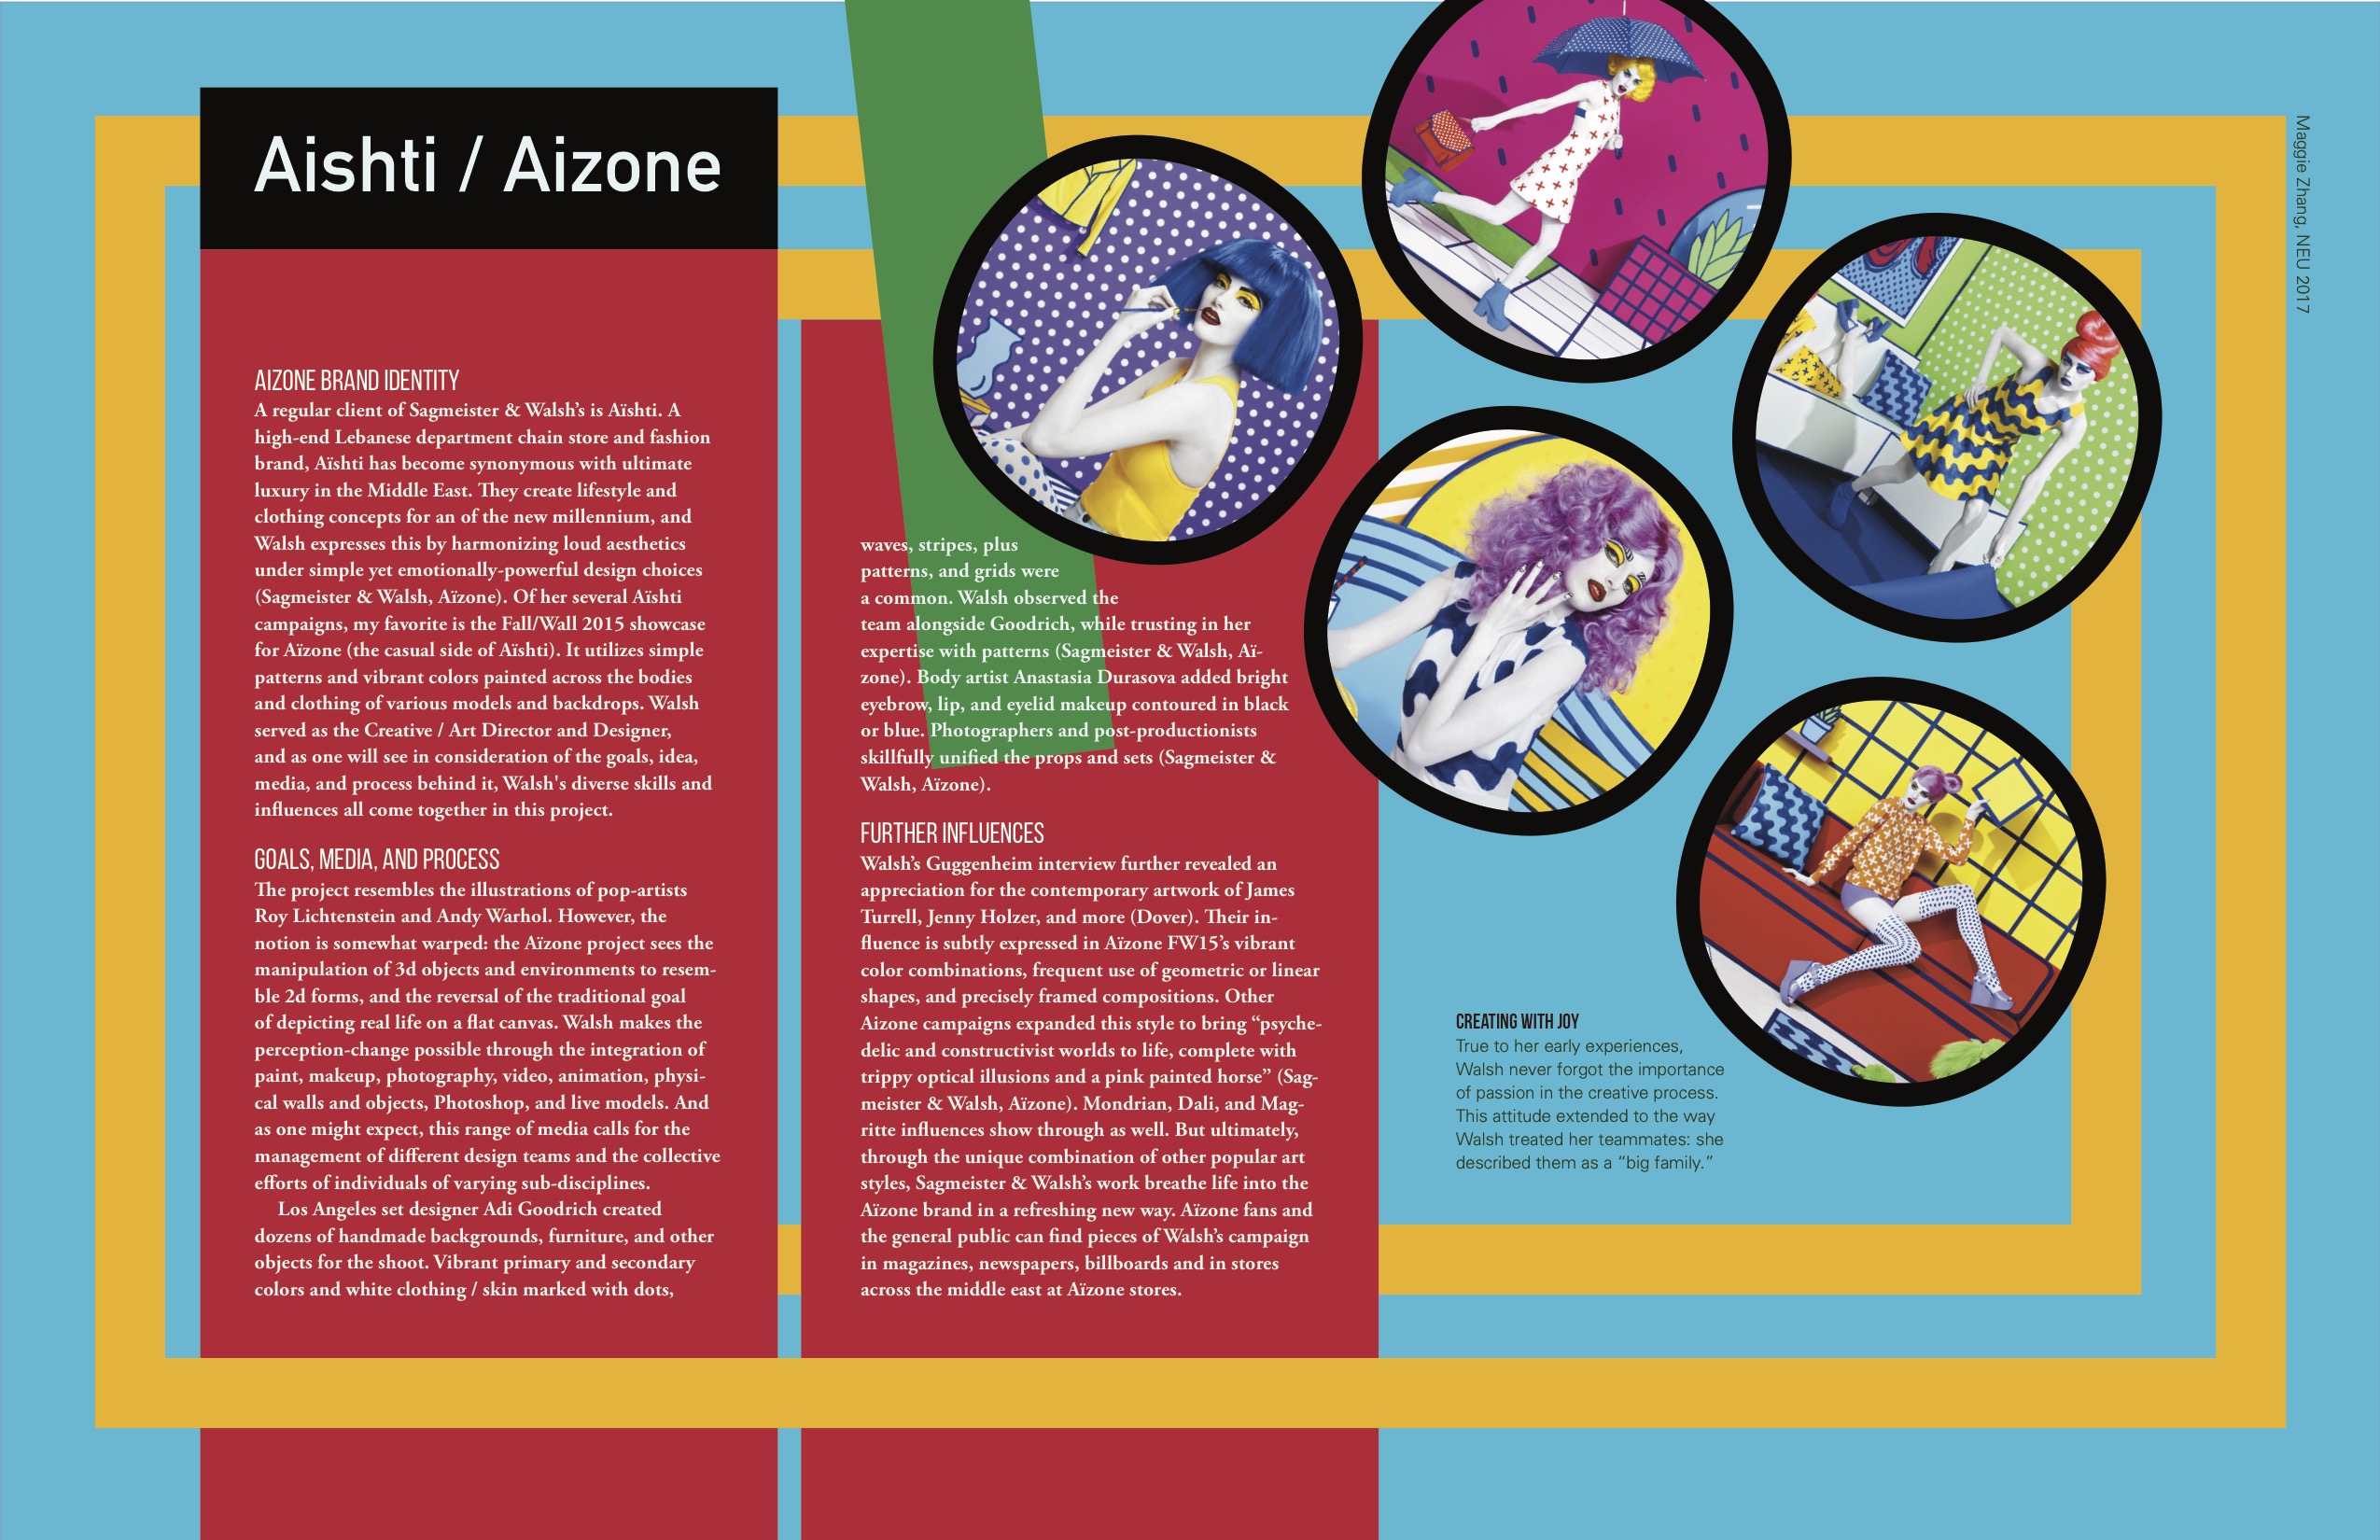 Aishti / Aizone
AIZONE BRAND IDENTITY
A regular client of Sagmeister & Walsh’s is Aïshti. A
high-end Lebanese department chain store and fashion
brand, Aïshti has become synonymous with ultimate
luxury in the Middle East. They create lifestyle and
clothing concepts for an of the new millennium, and
Walsh expresses this by harmonizing loud aesthetics
under simple yet emotionally-powerful design choices
(Sagmeister & Walsh, Aïzone). Of her several Aïshti
campaigns, my favorite is the Fall/Wall 2015 showcase
for Aïzone (the casual side of Aïshti). It utilizes simple
patterns and vibrant colors painted across the bodies
and clothing of various models and backdrops. Walsh
served as the Creative / Art Director and Designer,
and as one will see in consideration of the goals, idea,
media, and process behind it, Walsh's diverse skills and
influences all come together in this project.
GOALS, MEDIA, AND PROCESS
The project resembles the illustrations of pop-artists
Roy Lichtenstein and Andy Warhol. However, the
notion is somewhat warped: the Aïzone project sees the
manipulation of 3d objects and environments to resem-
ble 2d forms, and the reversal of the traditional goal
of depicting real life on a flat canvas. Walsh makes the
perception-change possible through the integration of
paint, makeup, photography, video, animation, physi-
cal walls and objects, Photoshop, and live models. And
as one might expect, this range of media calls for the
management of different design teams and the collective
efforts of individuals of varying sub-disciplines.
Los Angeles set designer Adi Goodrich created
dozens of handmade backgrounds, furniture, and other
objects for the shoot. Vibrant primary and secondary
colors and white clothing / skin marked with dots,
waves, stripes, plus
patterns, and grids were
a common. Walsh observed the
team alongside Goodrich, while trusting in her
expertise with patterns (Sagmeister & Walsh, Aï-
zone). Body artist Anastasia Durasova added bright
eyebrow, lip, and eyelid makeup contoured in black
or blue. Photographers and post-productionists
skillfully unified the props and sets (Sagmeister &
Walsh, Aïzone).
FURTHER INFLUENCES
Walsh’s Guggenheim interview further revealed an
appreciation for the contemporary artwork of James
Turrell, Jenny Holzer, and more (Dover). Their in-
fluence is subtly expressed in Aïzone FW15’s vibrant
color combinations, frequent use of geometric or linear
shapes, and precisely framed compositions. Other
Aizone campaigns expanded this style to bring “psyche-
delic and constructivist worlds to life, complete with
trippy optical illusions and a pink painted horse” (Sag-
meister & Walsh, Aïzone). Mondrian, Dali, and Mag-
ritte influences show through as well. But ultimately,
through the unique combination of other popular art
styles, Sagmeister & Walsh’s work breathe life into the
Aïzone brand in a refreshing new way. Aïzone fans and
the general public can find pieces of Walsh’s campaign
in magazines, newspapers, billboards and in stores
across the middle east at Aïzone stores.
CREATING WITH JOY
True to her early experiences,
Walsh never forgot the importance
of passion in the creative process.
This attitude extended to the way
Walsh treated her teammates: she
described them as a “big family.”
Maggie Zhang, NEU 2017